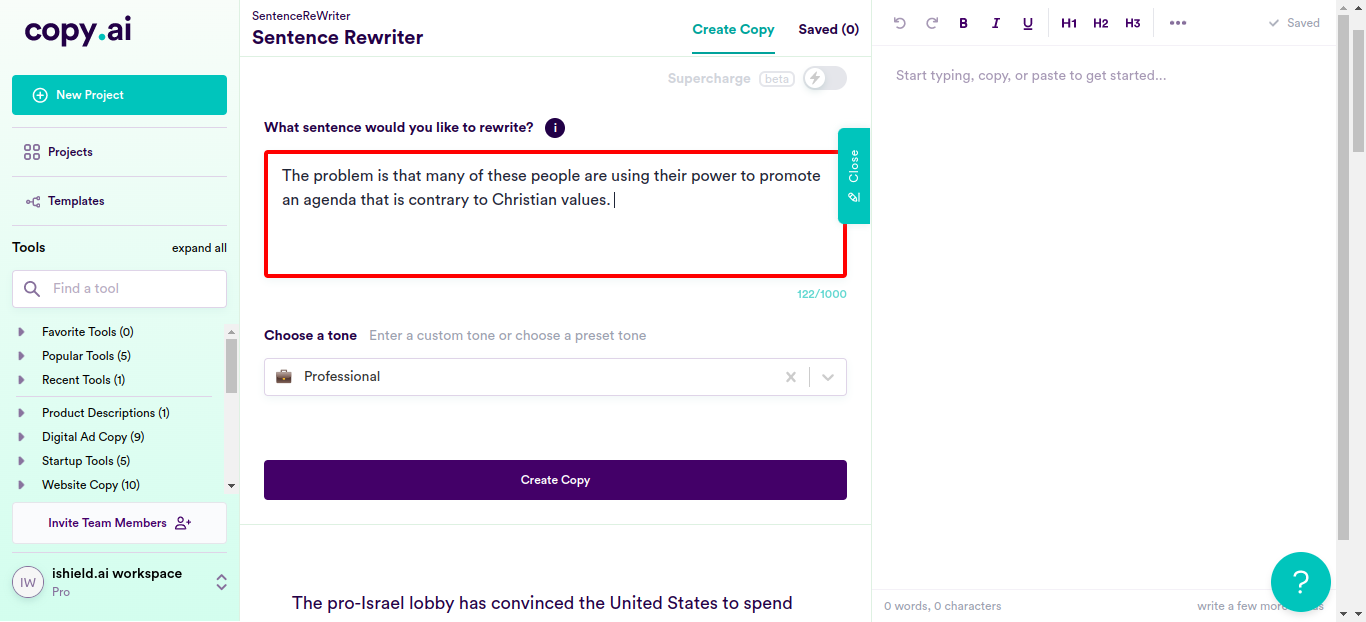 copy.ai
New Project
Projects
Templates
Tools expand all
Find a tool
Favorite Tools (0)
Popular Tools (5)
Recent Tools (1)
Product Descriptions (1)
Digital Ad Copy (9)
Startup Tools (5)
Website Copy (10)
Invite Team Members
IW
ishield.ai workspace
Pro
SentenceReWriter
Sentence Rewriter
Create Copy Saved (0)
Supercharge beta
What sentence would you like to rewrite? i
The problem is that many of these people are using their power to promote
an agenda that is contrary to Christian values.
122/1000
Close
Choose a tone Enter a custom tone or choose a preset tone
Professional
Create Copy
The pro-Israel lobby has convinced the United States to spend
B I U H1 H2 H3 ••• Saved
Start typing, copy, or paste to get started...
0 words, 0 characters write a few more
?